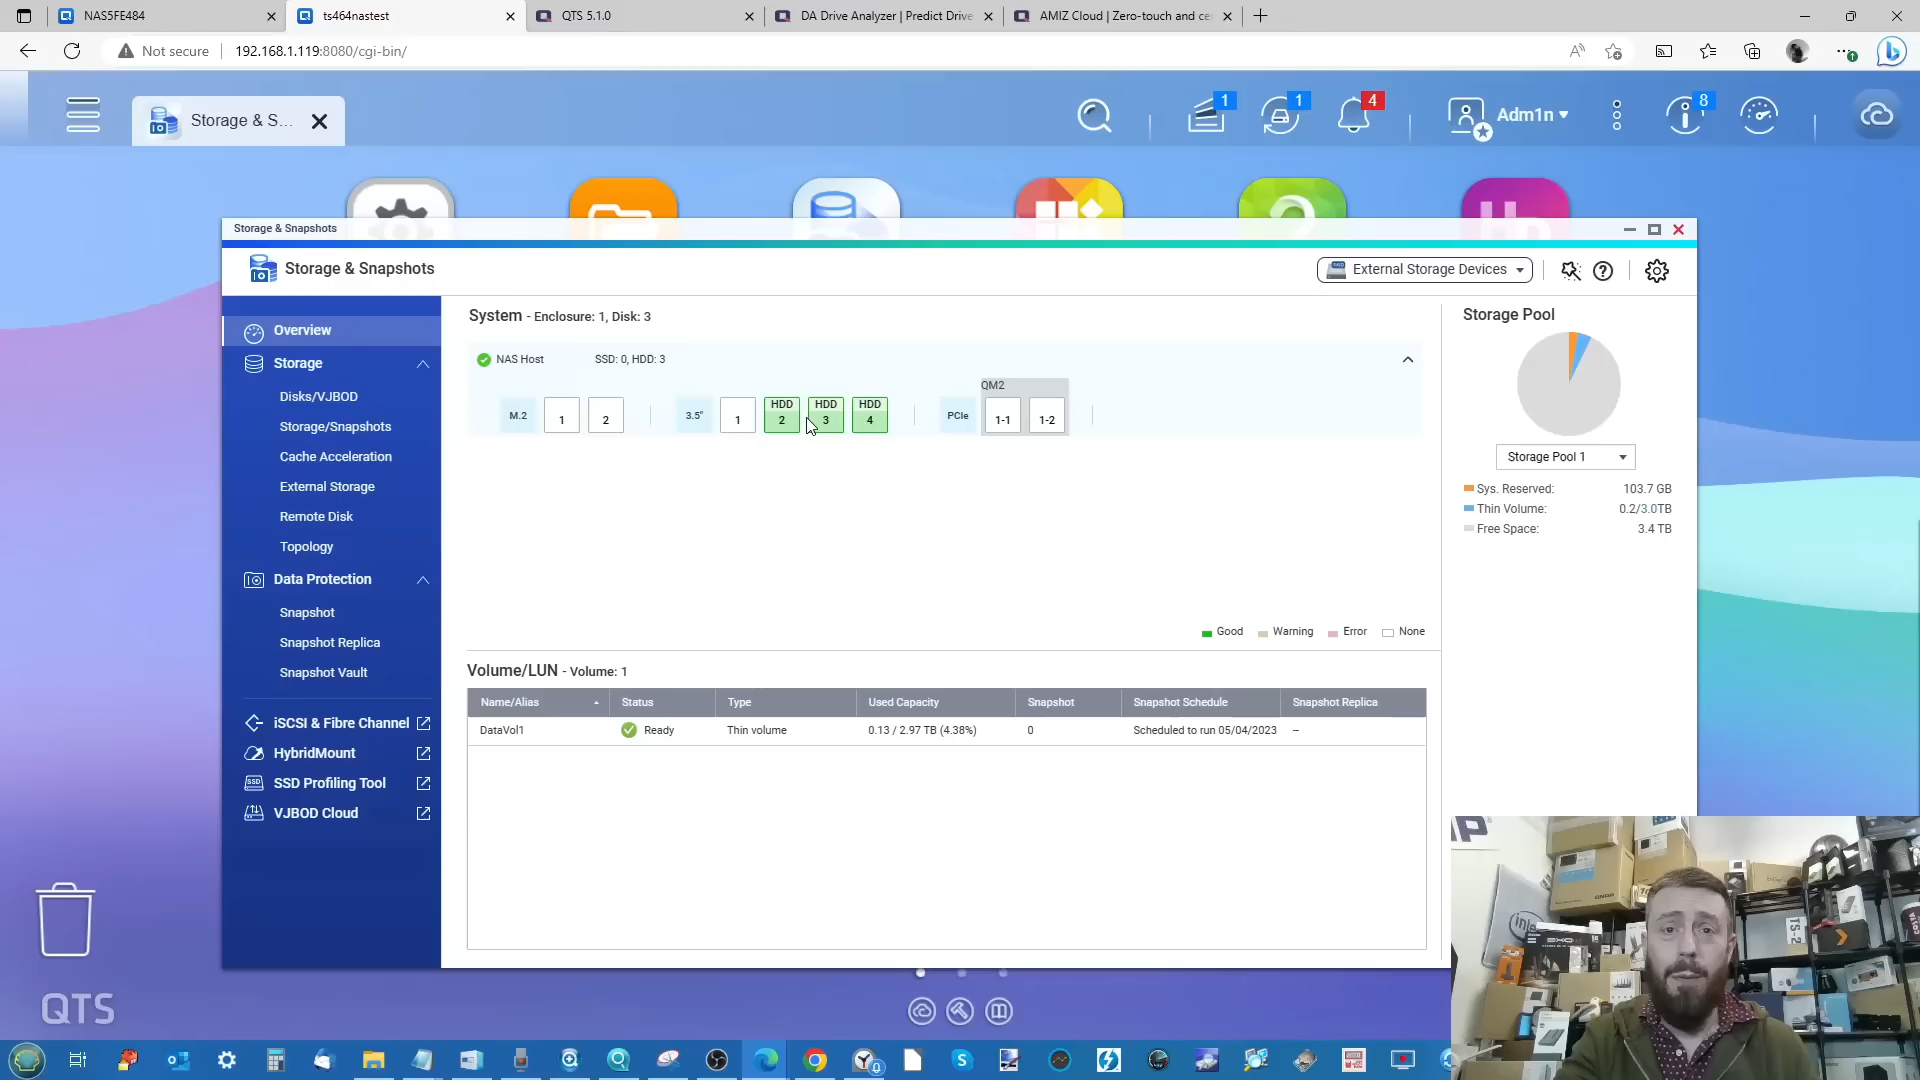 NAS5FE484
ts464nastest
QTS 5.1.0
DA Drive Analyzer | Predict Drive
AMIZ Cloud | Zero-touch and ce
Not secure
192.168.1.119:8080/cgi-bin/
Storage & S...
1
1
4
Adm1n
8
Storage & Snapshots
Storage & Snapshots
External Storage Devices
Overview
Storage
Disks/VJBOD
Storage/Snapshots
Cache Acceleration
External Storage
Remote Disk
Topology
Data Protection
Snapshot
Snapshot Replica
Snapshot Vault
iSCSI & Fibre Channel
HybridMount
SSD Profiling Tool
VJBOD Cloud
System - Enclosure: 1, Disk: 3
NAS Host SSD: 0, HDD: 3
QM2
M.2 1 2 3.5" 1 HDD 2 HDD 3 HDD 4 PCIe 1-1 1-2
Good Warning Error None
Volume/LUN - Volume: 1
Name/Alias Status Type Used Capacity Snapshot Snapshot Schedule Snapshot Replica
DataVol1 Ready Thin volume 0.13 / 2.97 TB (4.38%) 0 Scheduled to run 05/04/2023 --
Storage Pool
Storage Pool 1
Sys. Reserved: 103.7 GB
Thin Volume: 0.2/3.0TB
Free Space: 3.4 TB
QTS
intel